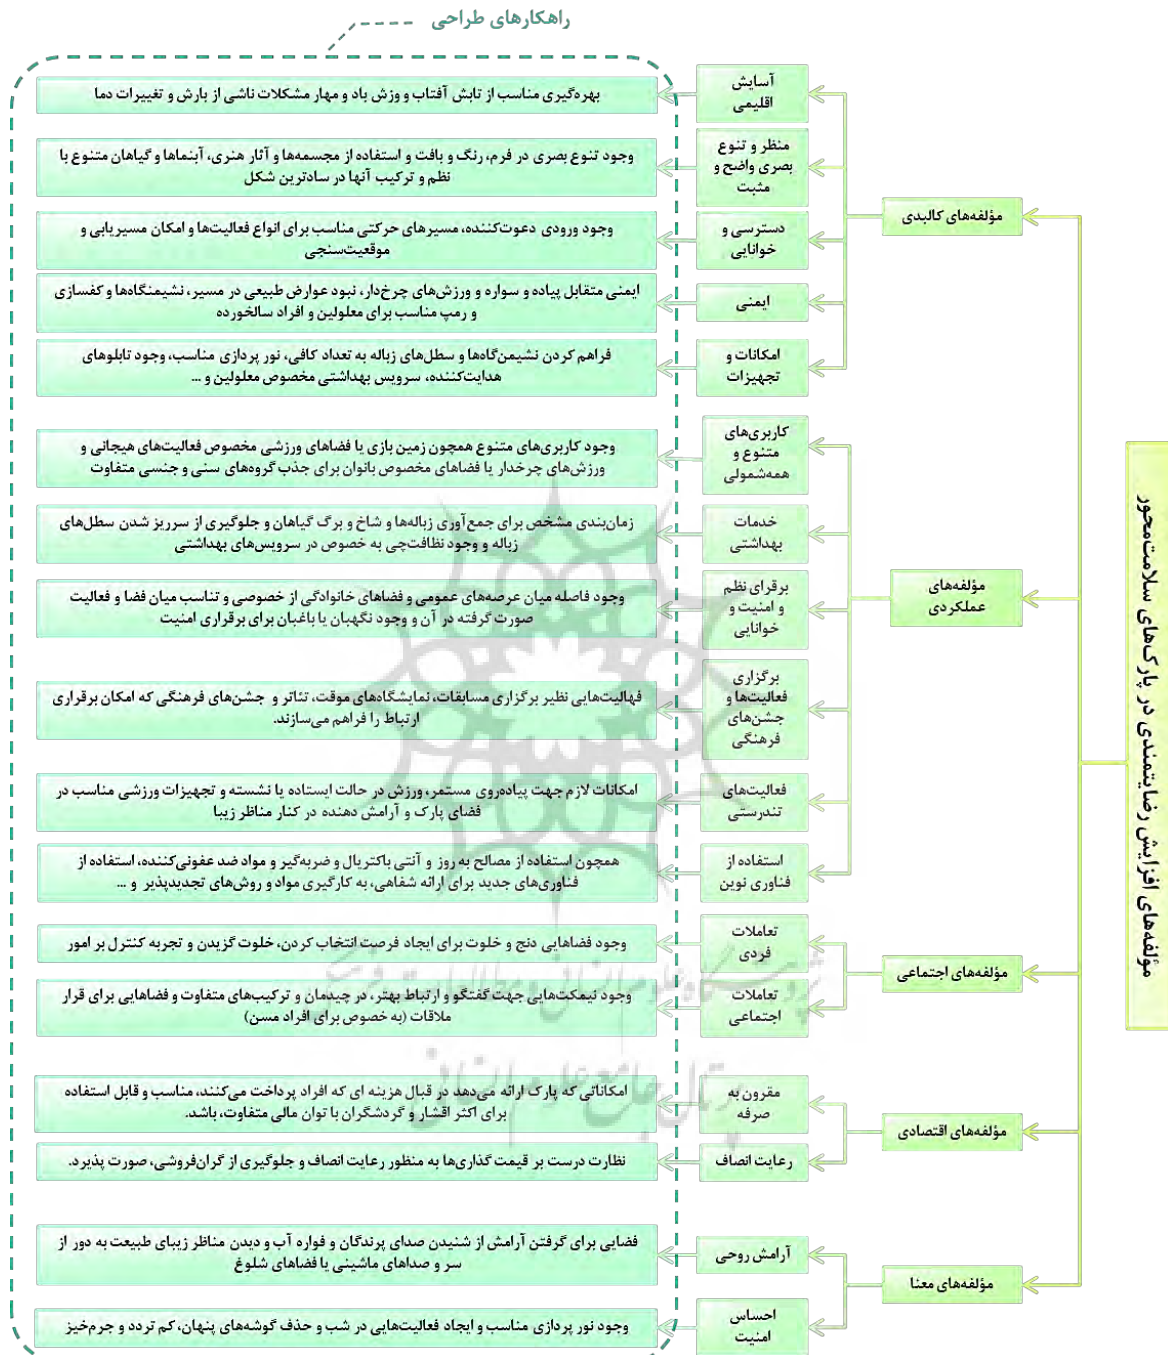 راهکارهای طراحی
مؤلفه‌های افزایش رضایتمندی در پارک‌های سلامت‌محور
مؤلفه‌های کالبدی
آسایش
اقلیمی
بهره‌گیری مناسب از تابش آفتاب و وزش باد و مهار مشکلات ناشی از بارش و تغییرات دما
منظر و تنوع
بصری واضح و
مثبت
وجود تنوع بصری در فرم، رنگ و بافت و استفاده از مجسمه‌ها و آثار هنری، آبنماها و گیاهان متنوع با
نظم و ترکیب آنها در سادترین شکل
دسترسی و
خوانایی
وجود ورودی دعوت‌کننده، مسیرهای حرکتی مناسب برای انواع فعالیت‌ها و امکان مسیریابی و
موقعیت‌سنجی
ایمنی
ایمنی متقابل پیاده و سواره و ورزش‌های چرخ‌دار، نبود عوارض طبیعی در مسیر، نشیمنگاه‌ها و کفسازی
و رمپ مناسب برای معلولین و افراد سالخورده
امکانات و
تجهیزات
فراهم کردن نشیمن‌گاه‌ها و سطل‌های زباله به تعداد کافی، نور پردازی مناسب، وجود تابلوهای
هدایت‌کننده، سرویس بهداشتی مخصوص معلولین و ...
مؤلفه‌های
عملکردی
کاربری‌های
متنوع و
همه‌شمولی
وجود کاربری‌های متنوع همچون زمین بازی یا فضاهای ورزشی مخصوص فعالیت‌های هیجانی و
ورزش‌های چرخدار یا فضاهای مخصوص بانوان برای جذب گروه‌های سنی و جنسی متفاوت
خدمات
بهداشتی
زمان‌بندی مشخص برای جمع‌آوری زباله‌ها و شاخ و برگ گیاهان و جلوگیری از سرریز شدن سطل‌های
زباله و وجود نظافت‌چی به خصوص در سرویس‌های بهداشتی
برقرای نظم
و امنیت و
خوانایی
وجود فاصله میان عرصه‌های عمومی و فضاهای خانوادگی از خصوصی و تناسب میان فضا و فعالیت
صورت گرفته در آن و وجود نگهبان یا باغبان برای برقراری امنیت
برگزاری
فعالیت‌ها و
جشن‌های
فرهنگی
فهالیت‌هایی نظیر برگزاری مسابقات، نمایشگاه‌های موقت، تئاتر و جشن‌های فرهنگی که امکان برقراری
ارتباط را فراهم می‌سازند.
فعالیت‌های
تندرستی
امکانات لازم جهت پیاده‌روی مستمر، ورزش در حالت ایستاده یا نشسته و تجهیزات ورزشی مناسب در
فضای پارک و آرامش دهنده در کنار مناظر زیبا
استفاده از
فناوری نوین
همچون استفاده از مصالح به روز و آنتی باکتریال و ضربه‌گیر و مواد ضد عفونی‌کننده، استفاده از
فناوری‌های جدید برای ارائه شفاهی، به کارگیری مواد و روش‌های تجدیدپذیر و ...
مؤلفه‌های اجتماعی
تعاملات
فردی
وجود فضاهایی دنج و خلوت برای ایجاد فرصت انتخاب کردن، خلوت گزیدن و تجربه کنترل بر امور
تعاملات
اجتماعی
وجود نیمکت‌هایی جهت گفتگو و ارتباط بهتر، در چیدمان و ترکیب‌های متفاوت و فضاهایی برای قرار
ملاقات (به خصوص برای افراد مسن)
پژوهشگاه علوم انسانی و مطالعات فرهنگی
پرتال جامع علوم انسانی
مؤلفه‌های اقتصادی
مقرون به
صرفه
امکاناتی که پارک ارائه می‌دهد در قبال هزینه ای که افراد پرداخت می‌کنند، مناسب و قابل استفاده
برای اکثر اقشار و گردشگران با توان مالی متفاوت، باشد.
رعایت انصاف
نظارت درست بر قیمت گذاری‌ها به منظور رعایت انصاف و جلوگیری از گران‌فروشی، صورت پذیرد.
مؤلفه‌های معنا
آرامش روحی
فضایی برای گرفتن آرامش از شنیدن صدای پرندگان و فواره آب و دیدن مناظر زیبای طبیعت به دور از
سر و صداهای ماشینی یا فضاهای شلوغ
احساس
امنیت
وجود نور پردازی مناسب و ایجاد فعالیت‌هایی در شب و حذف گوشه‌های پنهان، کم تردد و جرم‌خیز